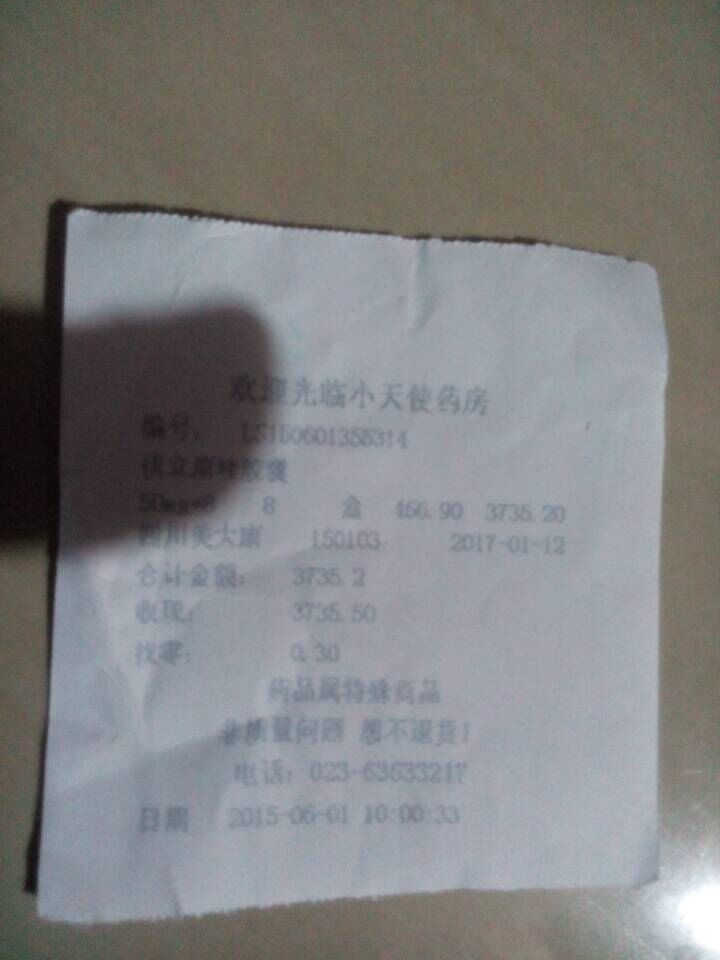 欢迎光临小天使药房
编号: LS150601355314
伏立康唑胶囊
50mg*8 8 盒 466.90 3735.20
四川美大康 150103 2017-01-12
合计金额: 3735.2
收现: 3735.50
找零: 0.30
药品属特殊商品
非质量问题 恕不退货!
电话: 023-63633217
日期 2015-06-01 10:00:33